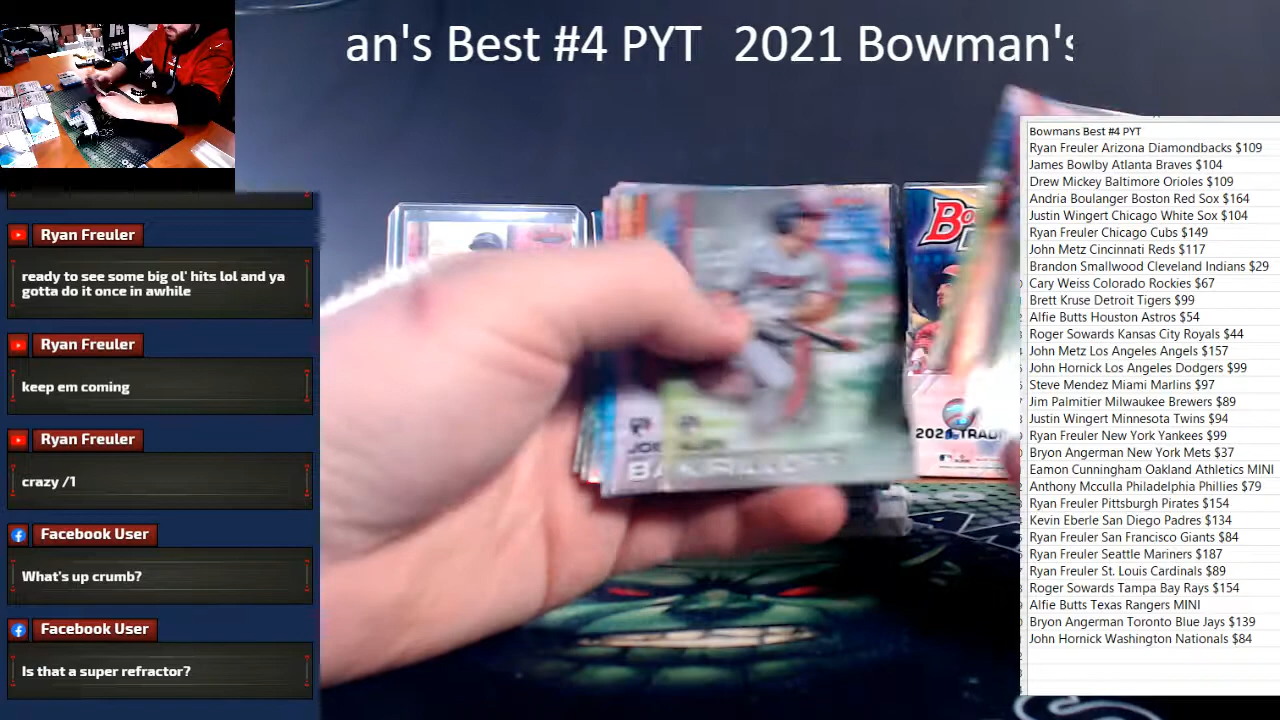 an's Best #4 PYT 2021 Bowman's
Ryan Freuler
ready to see some big ol' hits lol and ya
gotta do it once in awhile
Ryan Freuler
keep em coming
Ryan Freuler
crazy /1
Facebook User
What's up crumb?
Facebook User
Is that a super refractor?
Bowmans Best #4 PYT
Ryan Freuler Arizona Diamondbacks $109
James Bowlby Atlanta Braves $104
Drew Mickey Baltimore Orioles $109
Andria Boulanger Boston Red Sox $164
Justin Wingert Chicago White Sox $104
Ryan Freuler Chicago Cubs $149
John Metz Cincinnati Reds $117
Brandon Smallwood Cleveland Indians $29
Cary Weiss Colorado Rockies $67
Brett Kruse Detroit Tigers $99
Alfie Butts Houston Astros $54
Roger Sowards Kansas City Royals $44
John Metz Los Angeles Angels $157
John Hornick Los Angeles Dodgers $99
Steve Mendez Miami Marlins $97
Jim Palmitier Milwaukee Brewers $89
Justin Wingert Minnesota Twins $94
Ryan Freuler New York Yankees $99
Bryon Angerman New York Mets $37
Eamon Cunningham Oakland Athletics MINI
Anthony Mcculla Philadelphia Phillies $79
Ryan Freuler Pittsburgh Pirates $154
Kevin Eberle San Diego Padres $134
Ryan Freuler San Francisco Giants $84
Ryan Freuler Seattle Mariners $187
Ryan Freuler St. Louis Cardinals $89
Roger Sowards Tampa Bay Rays $154
Alfie Butts Texas Rangers MINI
Bryon Angerman Toronto Blue Jays $139
John Hornick Washington Nationals $84
Bo
2021 TRAD